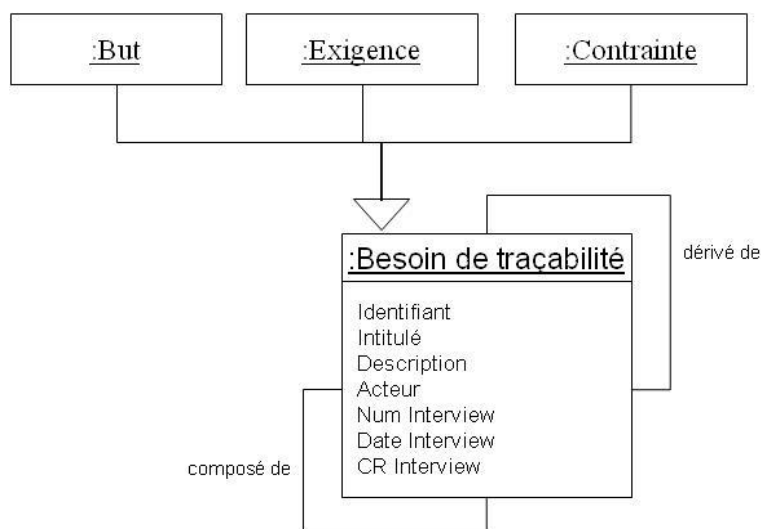 :But
:Exigence
:Contrainte
:Besoin de traçabilité
dérivé de
Identifiant
Intitulé
Description
Acteur
Num Interview
Date Interview
CR Interview
composé de